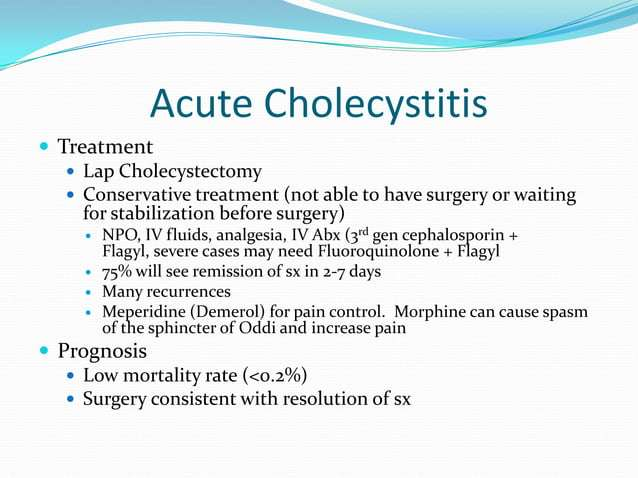 Acute Cholecystitis
Treatment
Lap Cholecystectomy
Conservative treatment (not able to have surgery or waiting
for stabilization before surgery)
NPO, IV fluids, analgesia, IV Abx (3rd gen cephalosporin +
Flagyl, severe cases may need Fluoroquinolone + Flagyl
75% will see remission of sx in 2-7 days
Many recurrences
Meperidine (Demerol) for pain control. Morphine can cause spasm
of the sphincter of Oddi and increase pain
Prognosis
Low mortality rate (<0.2%)
Surgery consistent with resolution of sx